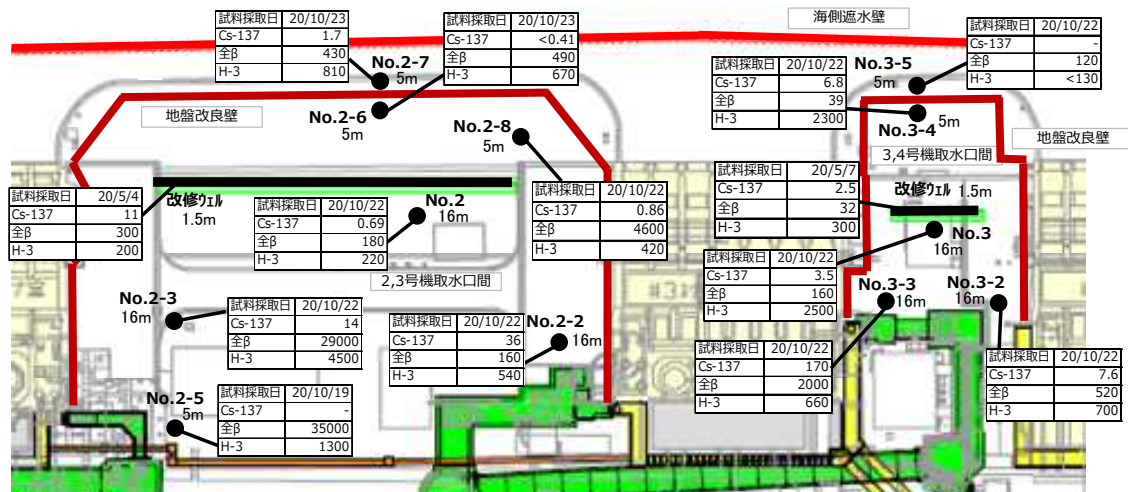 海側遮水壁
試料採取日 20/10/23
Cs-137 1.7
全β 430
H-3 810
No.2-7
5m
試料採取日 20/10/23
Cs-137 <0.41
全β 490
H-3 670
試料採取日 20/10/22
Cs-137 -
全β 120
H-3 <130
No.3-5
5m
試料採取日 20/10/22
Cs-137 6.8
全β 39
H-3 2300
No.3-4
5m
地盤改良壁
No.2-6
5m
No.2-8
5m
地盤改良壁
3,4号機取水口間
試料採取日 20/5/4
Cs-137 11
全β 300
H-3 200
改修ウェル
1.5m
試料採取日 20/10/22
Cs-137 0.69
全β 180
H-3 220
No.2
16m
試料採取日 20/10/22
Cs-137 0.86
全β 4600
H-3 420
試料採取日 20/5/7
Cs-137 2.5
全β 32
H-3 300
改修ウェル 1.5m
No.3
16m
試料採取日 20/10/22
Cs-137 3.5
全β 160
H-3 2500
2,3号機取水口間
No.2-3
16m
試料採取日 20/10/22
Cs-137 14
全β 29000
H-3 4500
試料採取日 20/10/22
Cs-137 36
全β 160
H-3 540
No.2-2
16m
No.3-3
16m
No.3-2
16m
試料採取日 20/10/22
Cs-137 170
全β 2000
H-3 660
試料採取日 20/10/22
Cs-137 7.6
全β 520
H-3 700
No.2-5
5m
試料採取日 20/10/19
Cs-137 -
全β 35000
H-3 1300